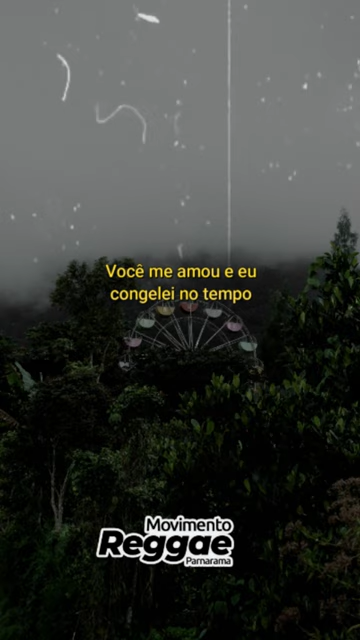 Você me amou e eu
congelei no tempo
Movimento
Reggae
Parnarama